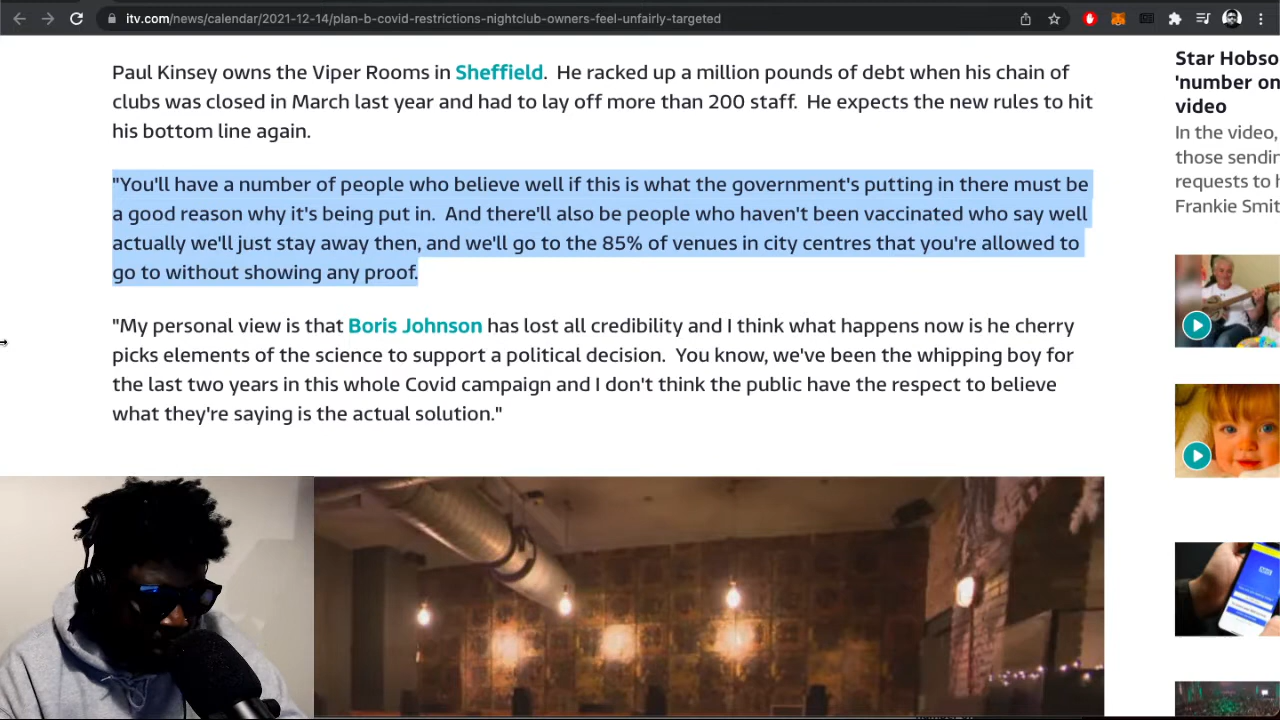 itv.com/news/calendar/2021-12-14/plan-b-covid-restrictions-nightclub-owners-feel-unfairly-targeted
Paul Kinsey owns the Viper Rooms in Sheffield. He racked up a million pounds of debt when his chain of
clubs was closed in March last year and had to lay off more than 200 staff. He expects the new rules to hit
his bottom line again.
"You'll have a number of people who believe well if this is what the government's putting in there must be
a good reason why it's being put in. And there'll also be people who haven't been vaccinated who say well
actually we'll just stay away then, and we'll go to the 85% of venues in city centres that you're allowed to
go to without showing any proof.
"My personal view is that Boris Johnson has lost all credibility and I think what happens now is he cherry
picks elements of the science to support a political decision. You know, we've been the whipping boy for
the last two years in this whole Covid campaign and I don't think the public have the respect to believe
what they're saying is the actual solution."
Star Hobso
'number on
video
In the video,
those sendin
requests to h
Frankie Smit
NHS